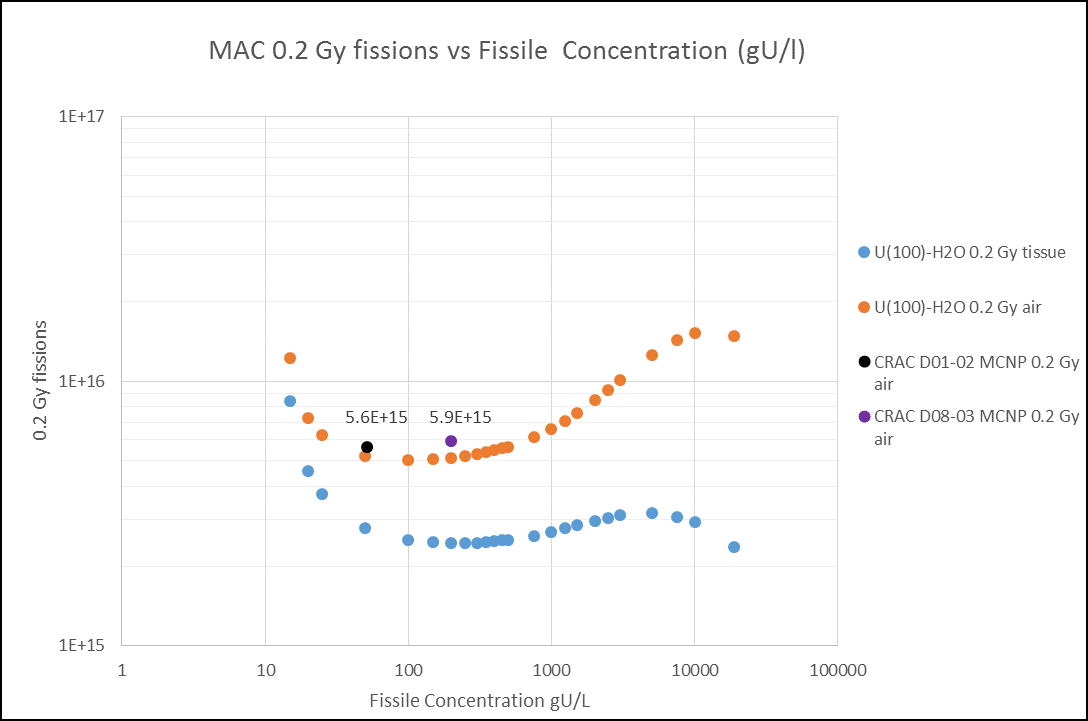 MAC 0.2 Gy fissions vs Fissile  Concentration (gU/l)
1E+17
1E+16
1E+15
0.2 Gy fissions
5.6E+15
5.9E+15
1
10
100
1000
10000
100000
Fissile Concentration gU/L
U(100)-H2O 0.2 Gy tissue
U(100)-H2O 0.2 Gy air
CRAC D01-02 MCNP 0.2 Gy
air
CRAC D08-03 MCNP 0.2 Gy
air